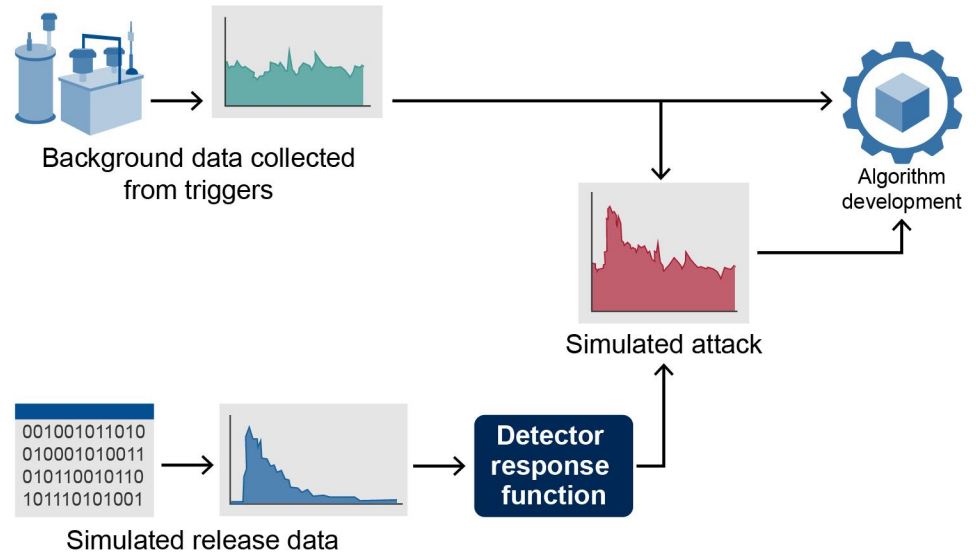 Background data collected
from triggers
Algorithm
development
Simulated attack
001001011010
010001010011
010110010110
101110101001
Detector
response
function
Simulated release data